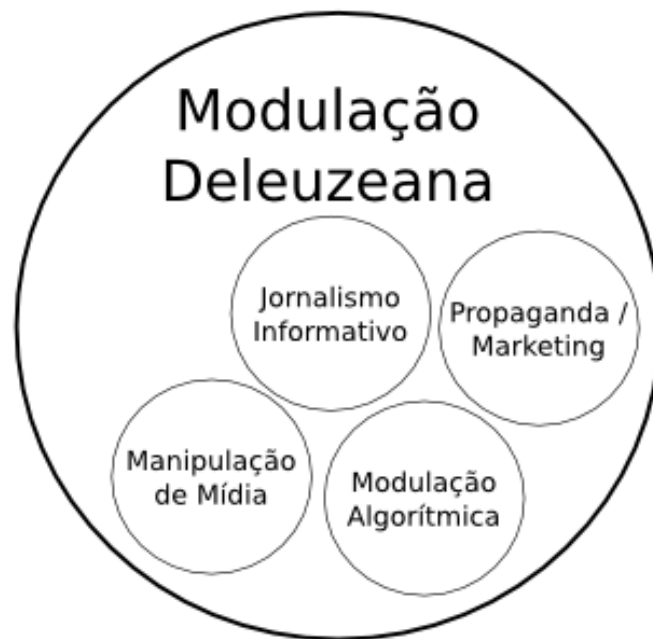 Modulação
Deleuzeana
Jornalismo
Informativo
Propaganda /
Marketing
Manipulação
de Mídia
Modulação
Algorítmica